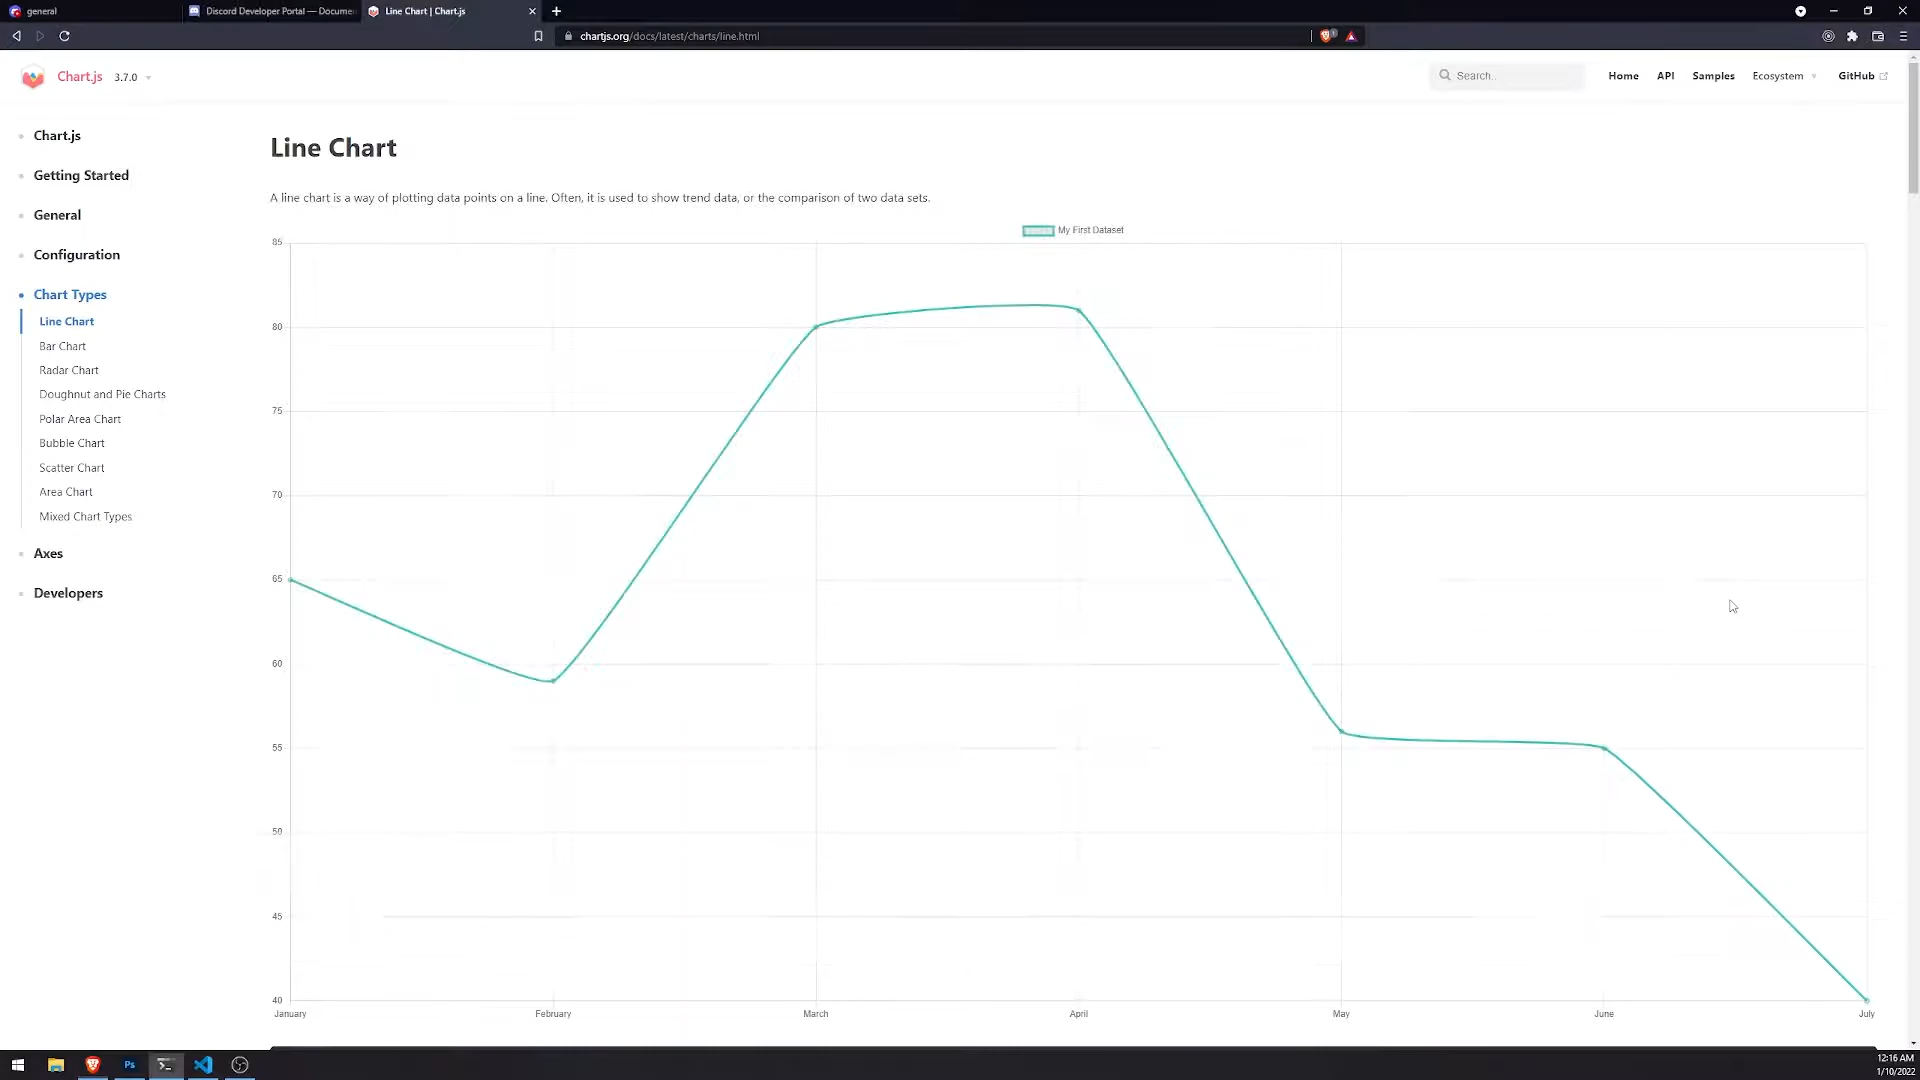 general
Discord Developer Portal — Docume
Line Chart | Chart.js
chartjs.org/docs/latest/charts/line.html
Chart.js 3.7.0
Search..
Home API Samples Ecosystem GitHub
Chart.js
Getting Started
General
Configuration
Chart Types
Line Chart
Bar Chart
Radar Chart
Doughnut and Pie Charts
Polar Area Chart
Bubble Chart
Scatter Chart
Area Chart
Mixed Chart Types
Axes
Developers
Line Chart
A line chart is a way of plotting data points on a line. Often, it is used to show trend data, or the comparison of two data sets.
My First Dataset
85
80
75
70
65
60
55
50
45
40
January February March April May June July
Ps
12:16 AM
1/10/2022